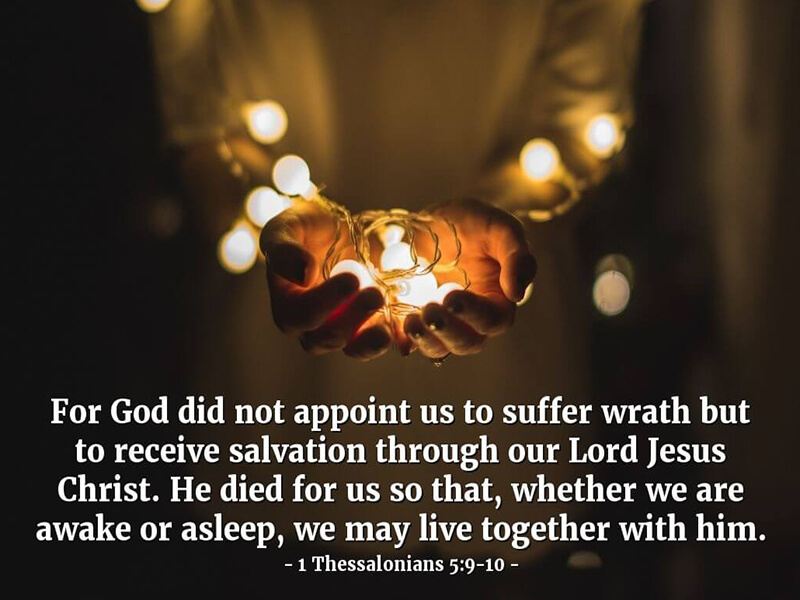 For God did not appoint us to suffer wrath but
to receive salvation through our Lord Jesus
Christ. He died for us so that, whether we are
awake or asleep, we may live together with him.
- 1 Thessalonians 5:9-10 -